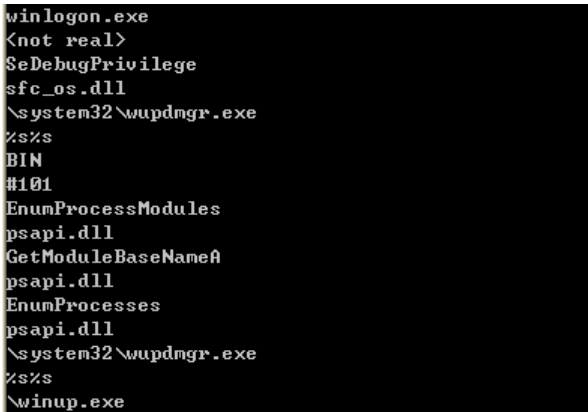 winlogon.exe
<not real>
SeDebugPrivilege
sfc_os.dll
\system32\wupdmgr.exe
%s%s
BIN
#101
EnumProcessModules
psapi.dll
GetModuleBaseNameA
psapi.dll
EnumProcesses
psapi.dll
\system32\wupdmgr.exe
%s%s
\winup.exe